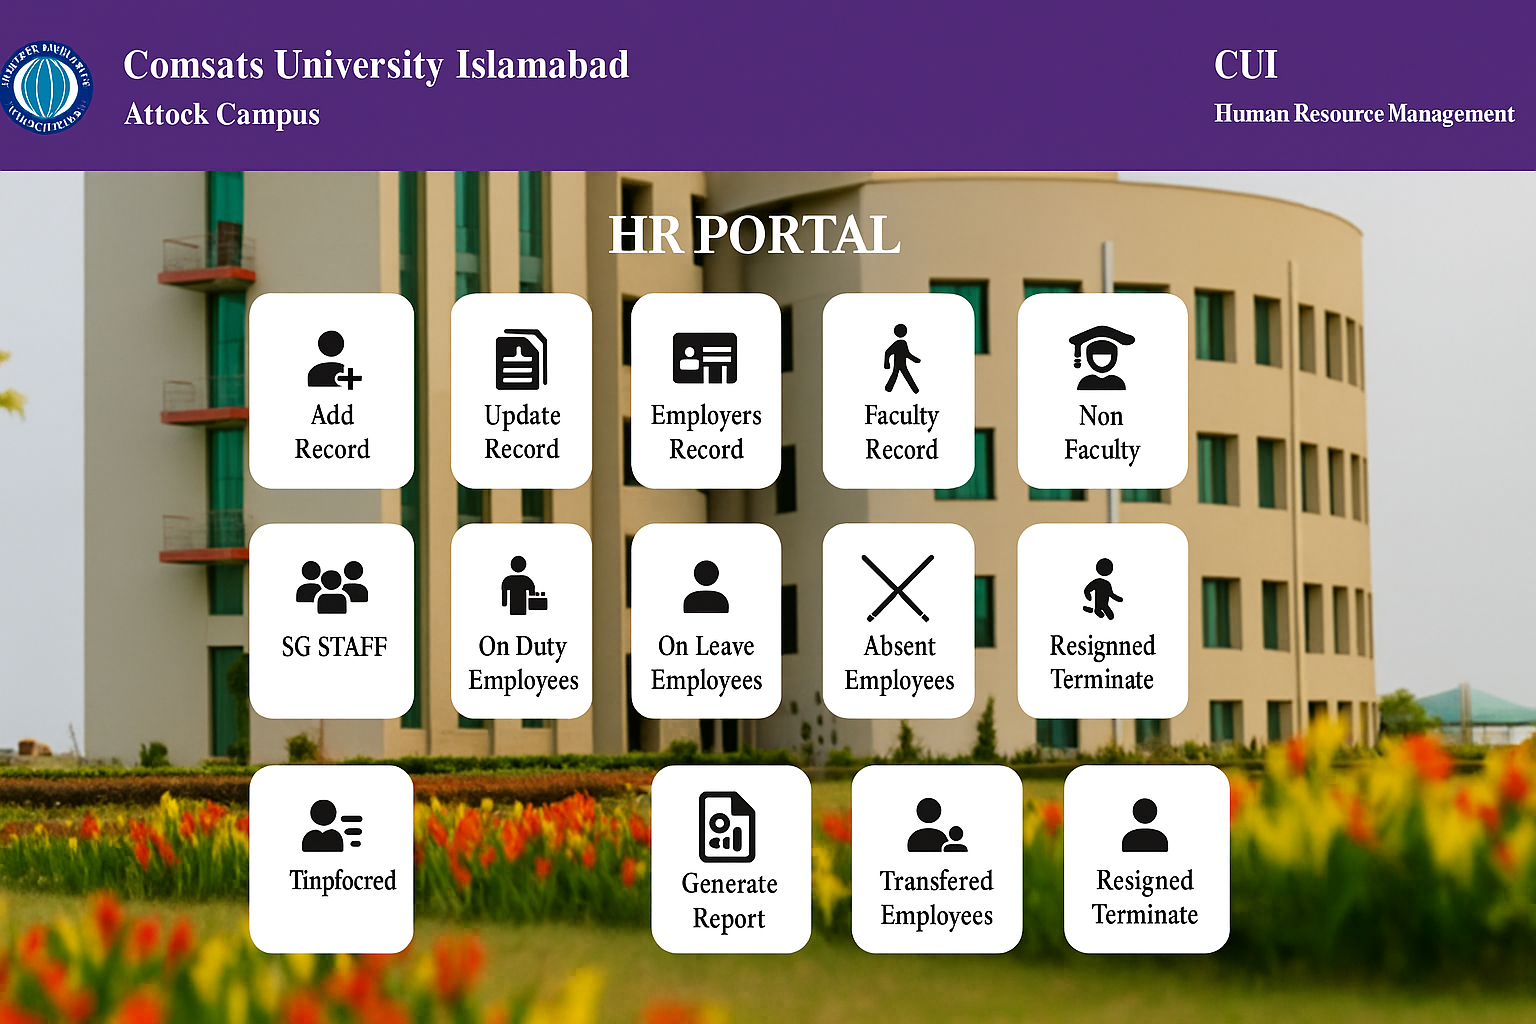 Comsats University Islamabad
Attock Campus
CUI
Human Resource Management
HR PORTAL
Add
Record
Update
Record
Employers
Record
Faculty
Record
Non
Faculty
SG STAFF
On Duty
Employees
On Leave
Employees
Absent
Employees
Resignned
Terminate
Tinpfocred
Generate
Report
Transfered
Employees
Resigned
Terminate